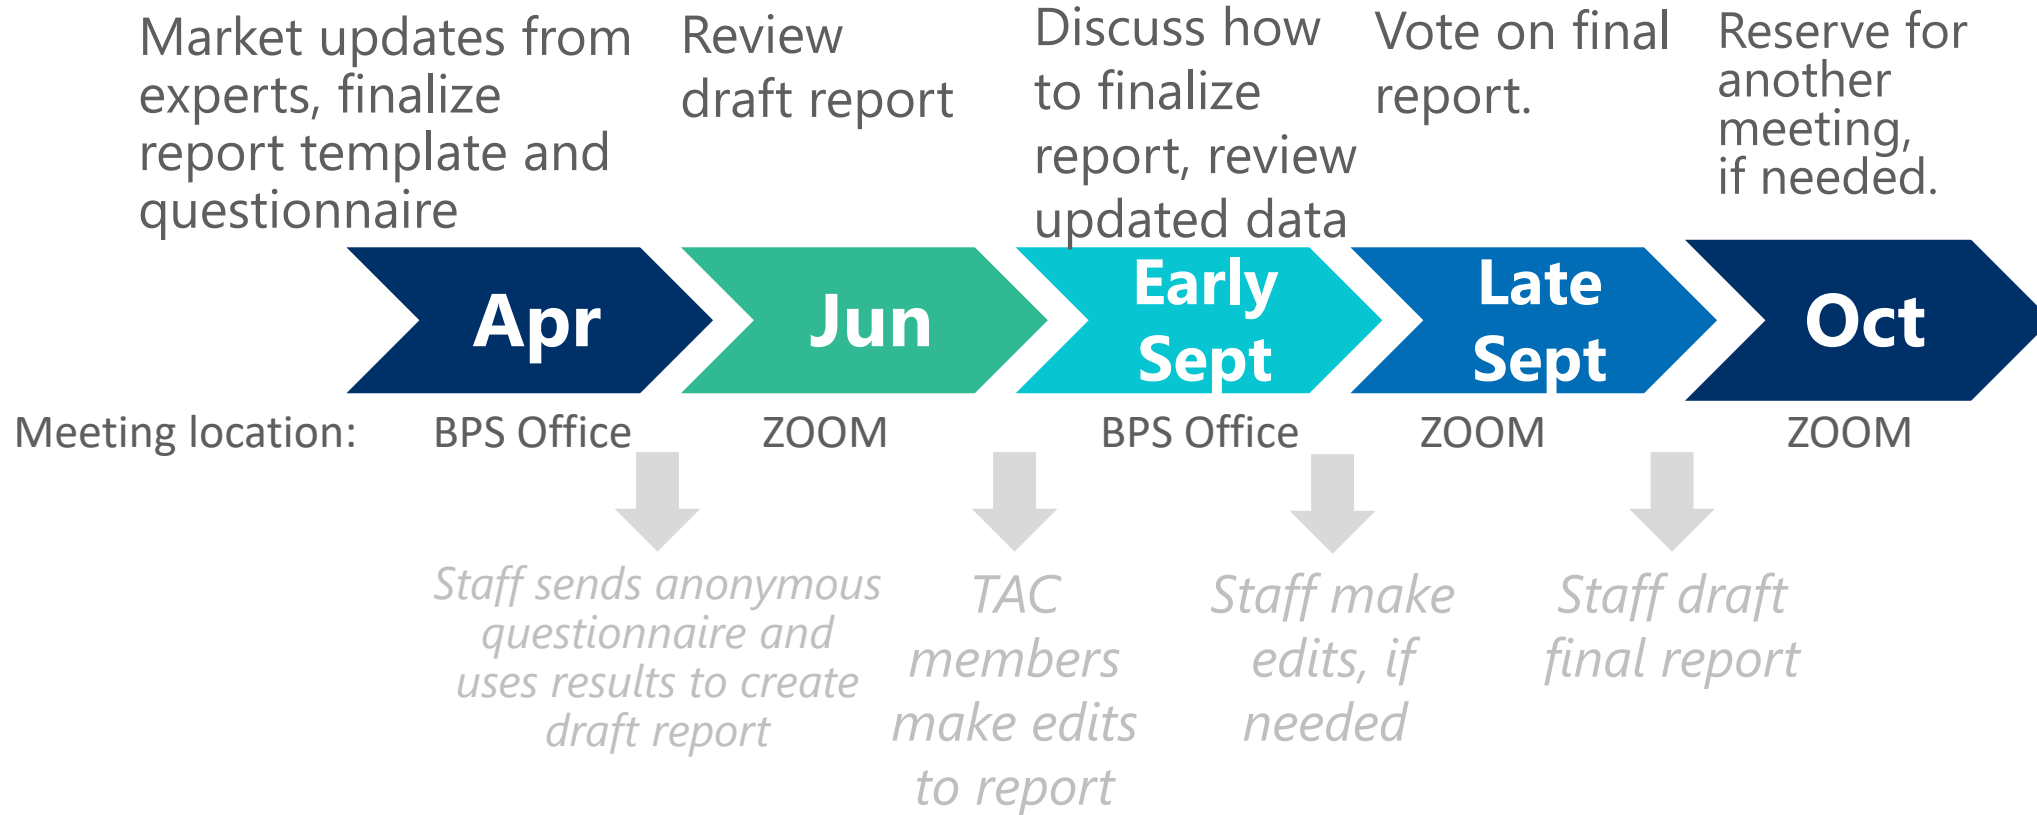 Market updates from
experts, finalize
report template and
questionnaire
Review
draft report
Discuss how
to finalize
report, review
updated data
Vote on final
report.
Reserve for
another
meeting,
if needed.
Apr
Jun
Early
Sept
Late
Sept
Oct
Meeting location:
BPS Office
ZOOM
BPS Office
ZOOM
ZOOM
Staff sends anonymous
questionnaire and
uses results to create
draft report
TAC
members
make edits
to report
Staff make
edits, if
needed
Staff draft
final report